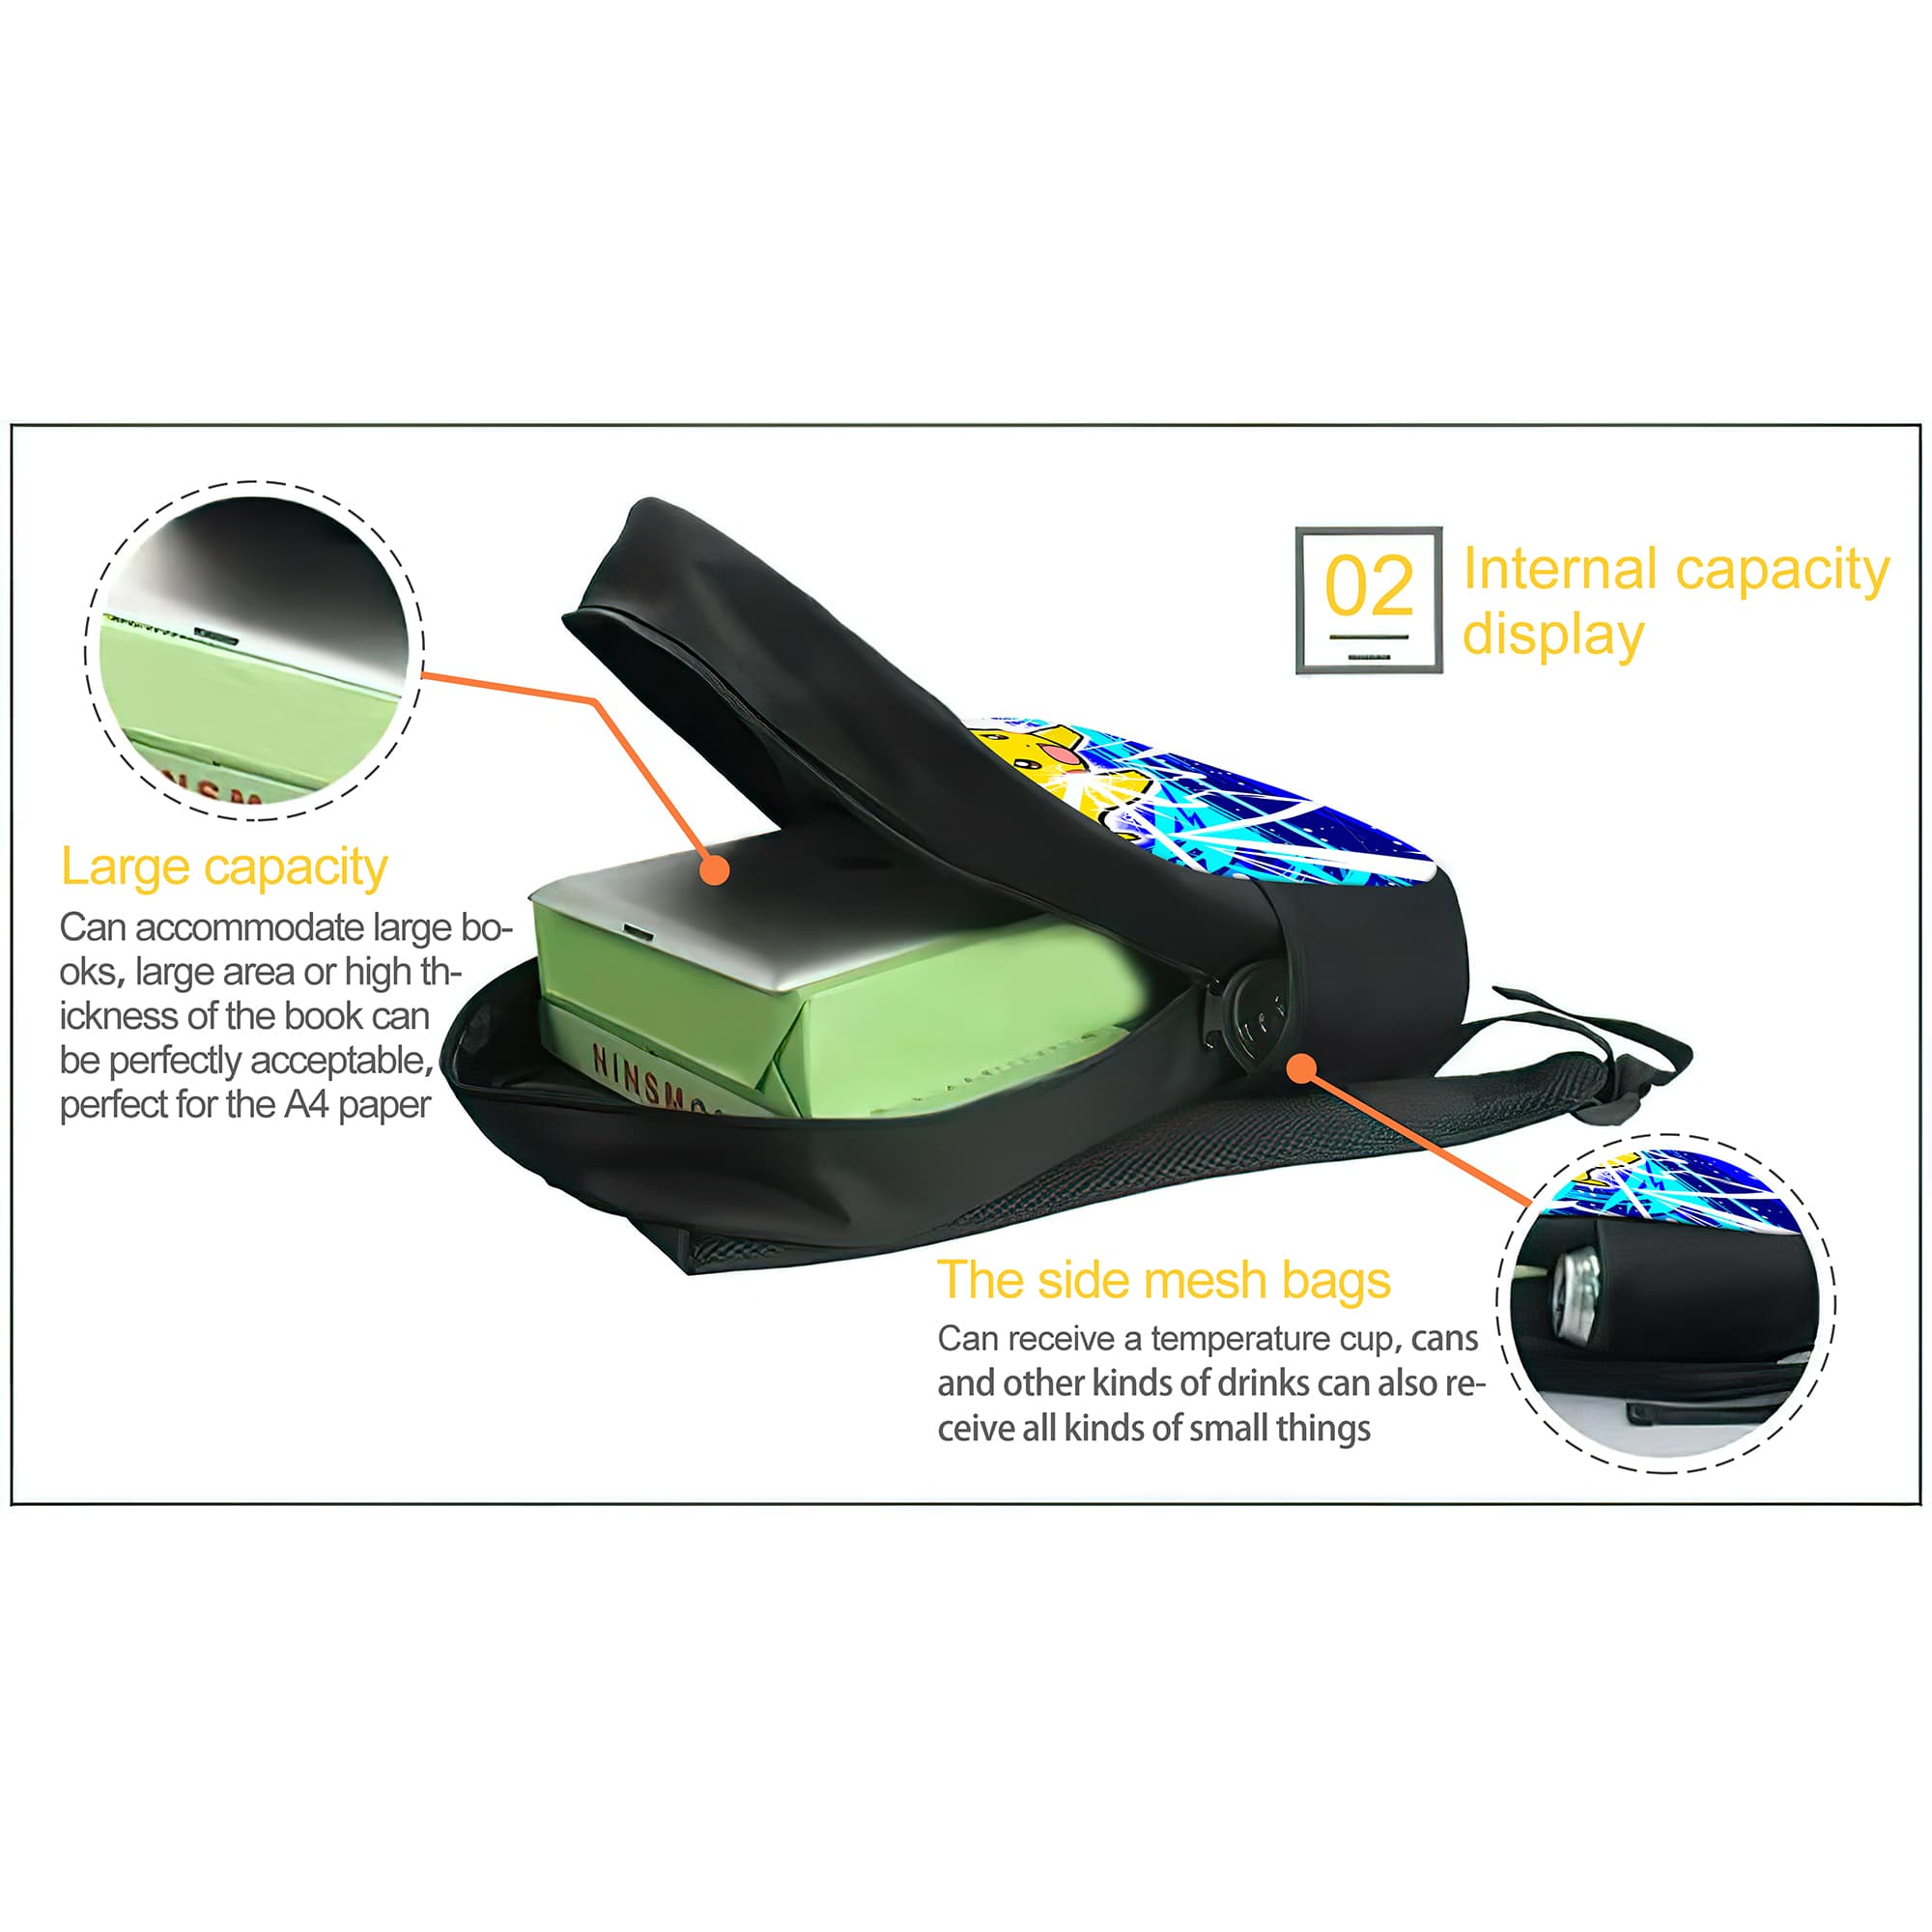 02
Internal capacity
display
Large capacity
Can accommodate large bo-
oks, large area or high th-
ickness of the book can
be perfectly acceptable,
perfect for the A4 paper
NINSMO
NSM
The side mesh bags
Can receive a temperature cup, cans
and other kinds of drinks can also re-
ceive all kinds of small things